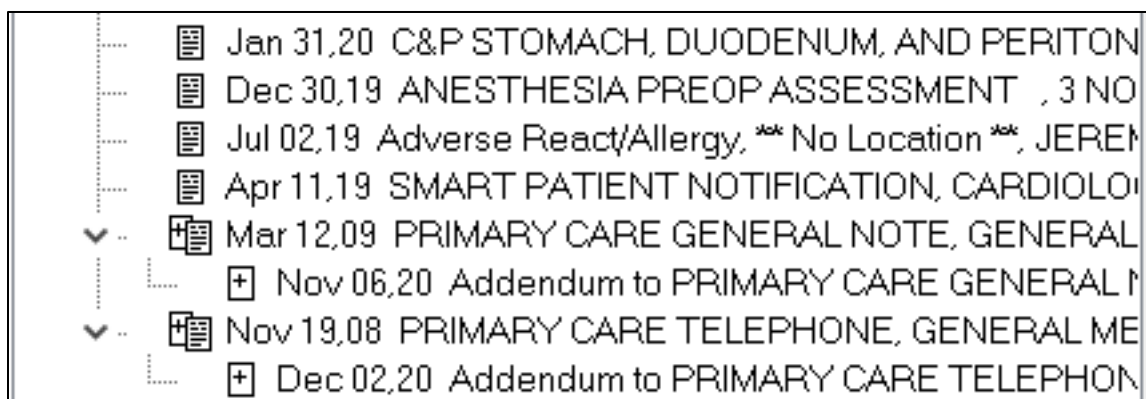 Jan 31,20 C&P STOMACH, DUODENUM, AND PERITON
Dec 30,19 ANESTHESIA PREOP ASSESSMENT , 3 NO
Jul 02,19 Adverse React/Allergy, ** No Location **, JEREM
Apr 11,19 SMART PATIENT NOTIFICATION, CARDIOLO
Mar 12,09 PRIMARY CARE GENERAL NOTE, GENERAL
Nov 06,20 Addendum to PRIMARY CARE GENERAL
Nov 19,08 PRIMARY CARE TELEPHONE, GENERAL ME
Dec 02,20 Addendum to PRIMARY CARE TELEPHON